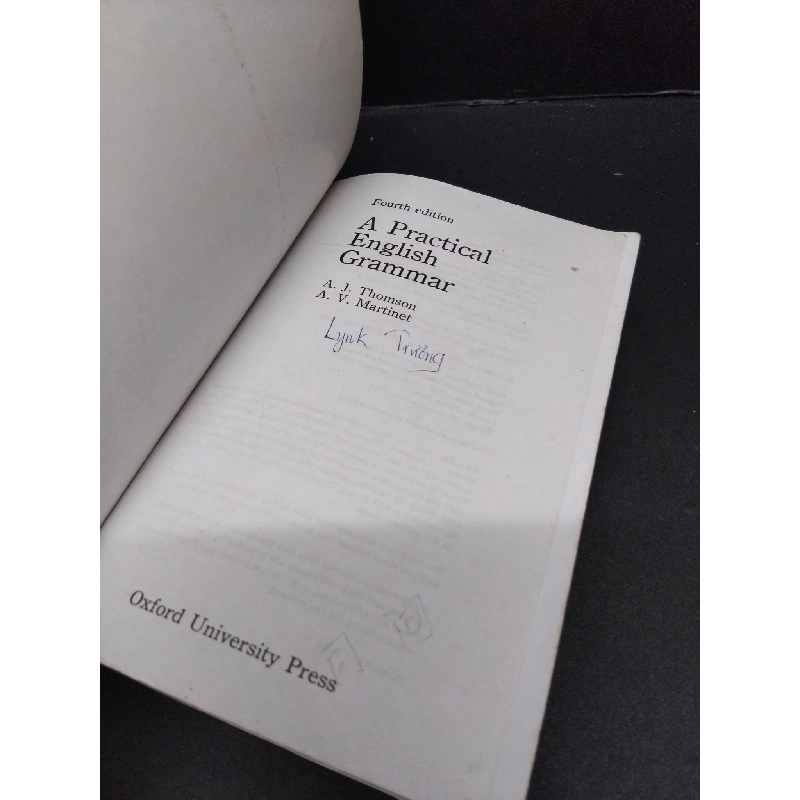 Fourth edition
A Practical
English
Grammar
A. J. Thomson
A. V. Martinet
Lynk Trường
Oxford University Press